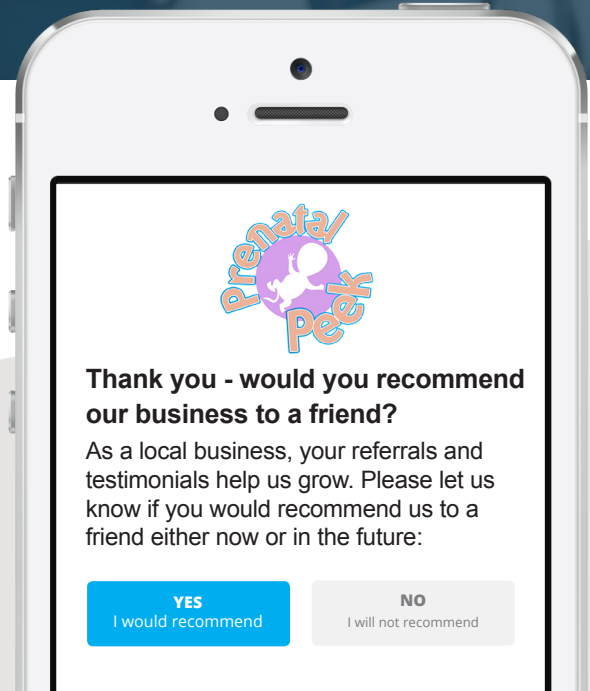 Prenatal
Peek
Thank you - would you recommend
our business to a friend?
As a local business, your referrals and
testimonials help us grow. Please let us
know if you would recommend us to a
friend either now or in the future:
YES
I would recommend
NO
I will not recommend